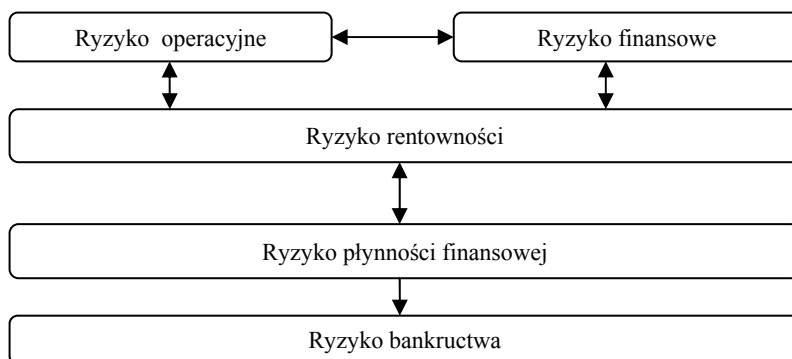 Ryzyko operacyjne
Ryzyko finansowe
Ryzyko rentowności
Ryzyko płynności finansowej
Ryzyko bankructwa